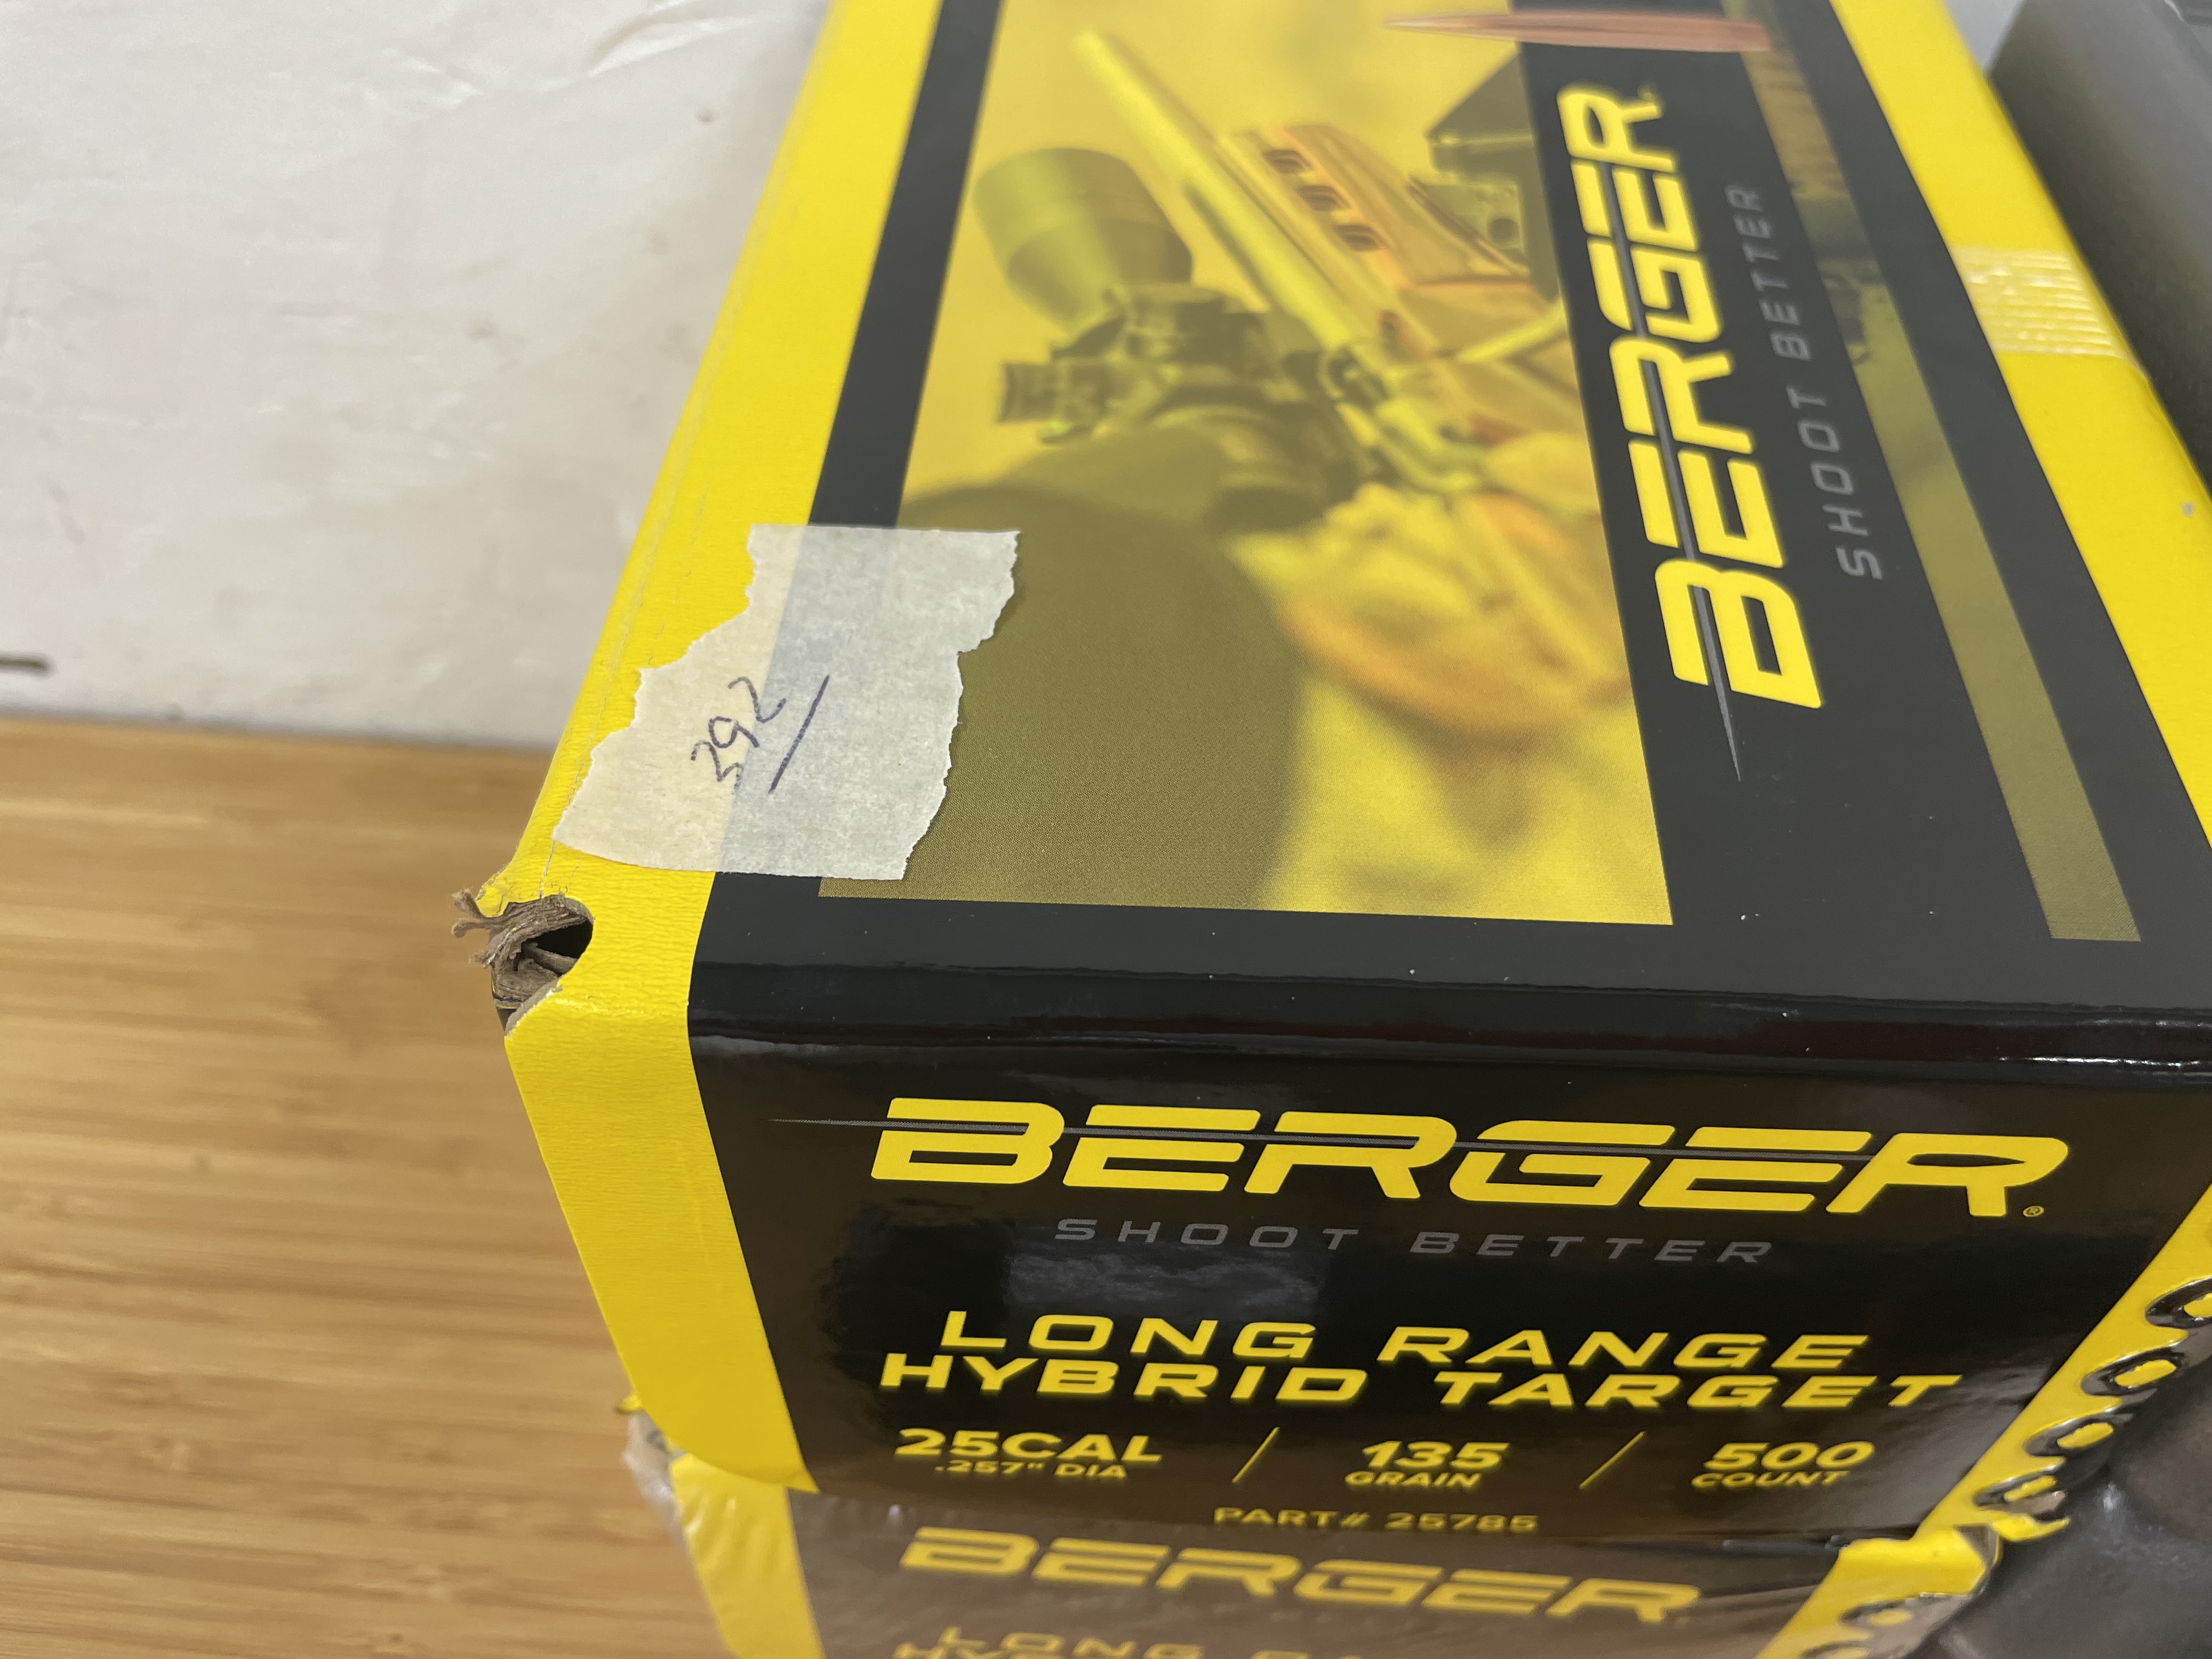 BERGER
SHOOT BETTER
392/
BERGER®
SHOOT BETTER
LONG RANGE
HYBRID TARGET
25CAL / 135 / 500
.257" DIA GRAIN COUNT
PART# 25785
BERGER
LONG